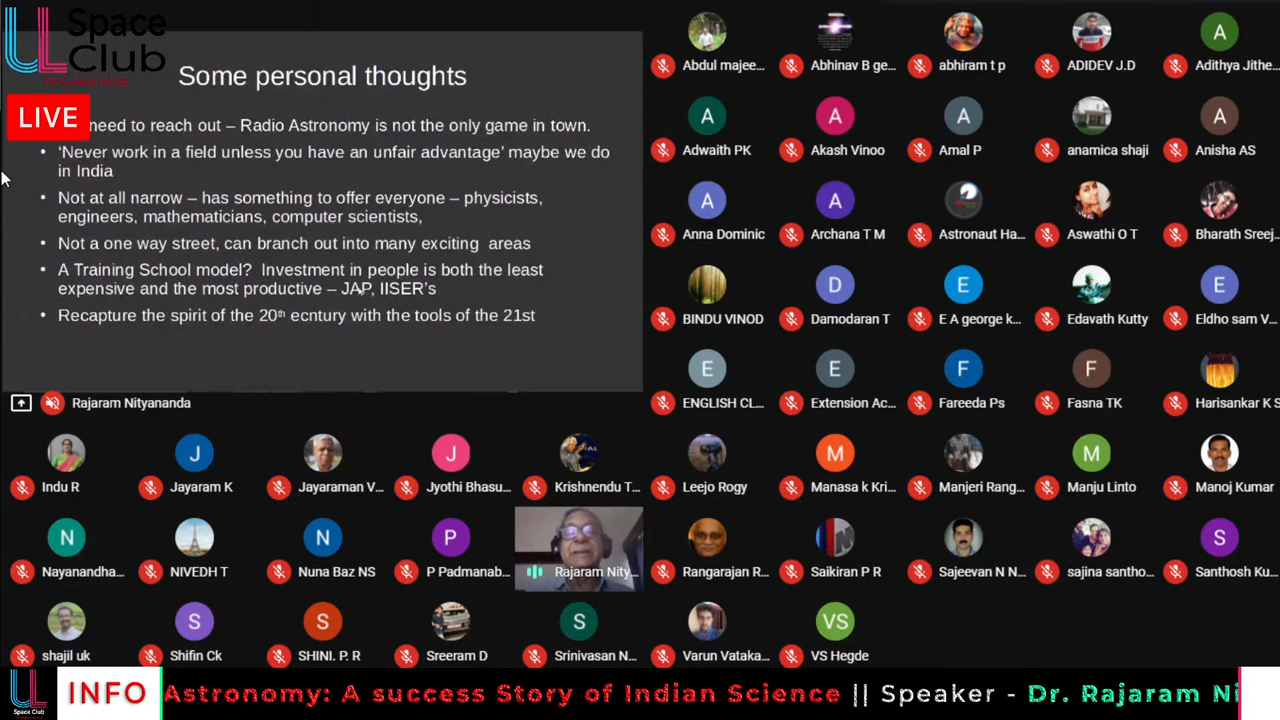 UL Space
Club
LIVE
Some personal thoughts
need to reach out – Radio Astronomy is not the only game in town.
• ‘Never work in a field unless you have an unfair advantage’ maybe we do
in India
• Not at all narrow – has something to offer everyone – physicists,
engineers, mathematicians, computer scientists,
• Not a one way street, can branch out into many exciting areas
• A Training School model? Investment in people is both the least
expensive and the most productive – JAP, IISER’s
• Recapture the spirit of the 20th ecntury with the tools of the 21st
Rajaram Nityananda
Abdul majee...
Abhinav B ge...
abhiram t p
ADIDEV J.D
A
Adithya Jithe...
A
Adwaith PK
A
Akash Vinoo
A
Amal P
anamica shaji
A
Anisha AS
A
Anna Dominic
A
Archana T M
Astronaut Ha...
Aswathi O T
Bharath Sreej...
BINDU VINOD
D
Damodaran T
E
E A george k...
Edavath Kutty
E
Eldho sam V...
E
ENGLISH CL...
E
Extension Ac...
F
Fareeda Ps
F
Fasna TK
Harisankar K S
Indu R
J
Jayaram K
Jayaraman V...
J
Jyothi Bhasu...
Krishnendu T...
Leejo Rogy
M
Manasa k Kri...
Manjeri Rang...
M
Manju Linto
Manoj Kumar
N
Nayanandha...
NIVEDH T
N
Nuna Baz NS
P
P Padmanab...
Rajaram Nity...
Rangarajan R...
Saikiran P R
Sajeevan N N...
sajina santho...
S
Santhosh Ku...
shajil uk
S
Shifin Ck
S
SHINI. P. R
Sreeram D
S
Srinivasan N...
Varun Vataka...
VS
VS Hegde
UL
Space Club
INFO
Astronomy: A success Story of Indian Science || Speaker - Dr. Rajaram Ni